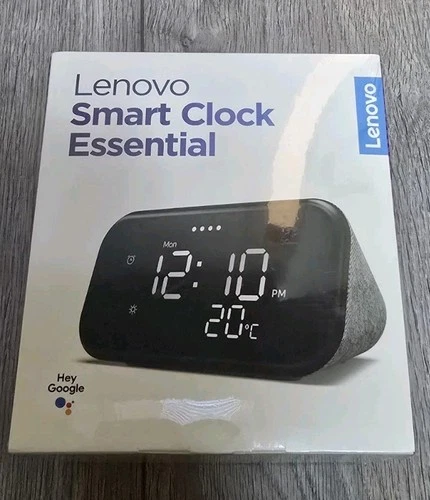 Lenovo
Smart Clock
Essential
Lenovo
Mon
12:10 PM
20°C
Hey
Google